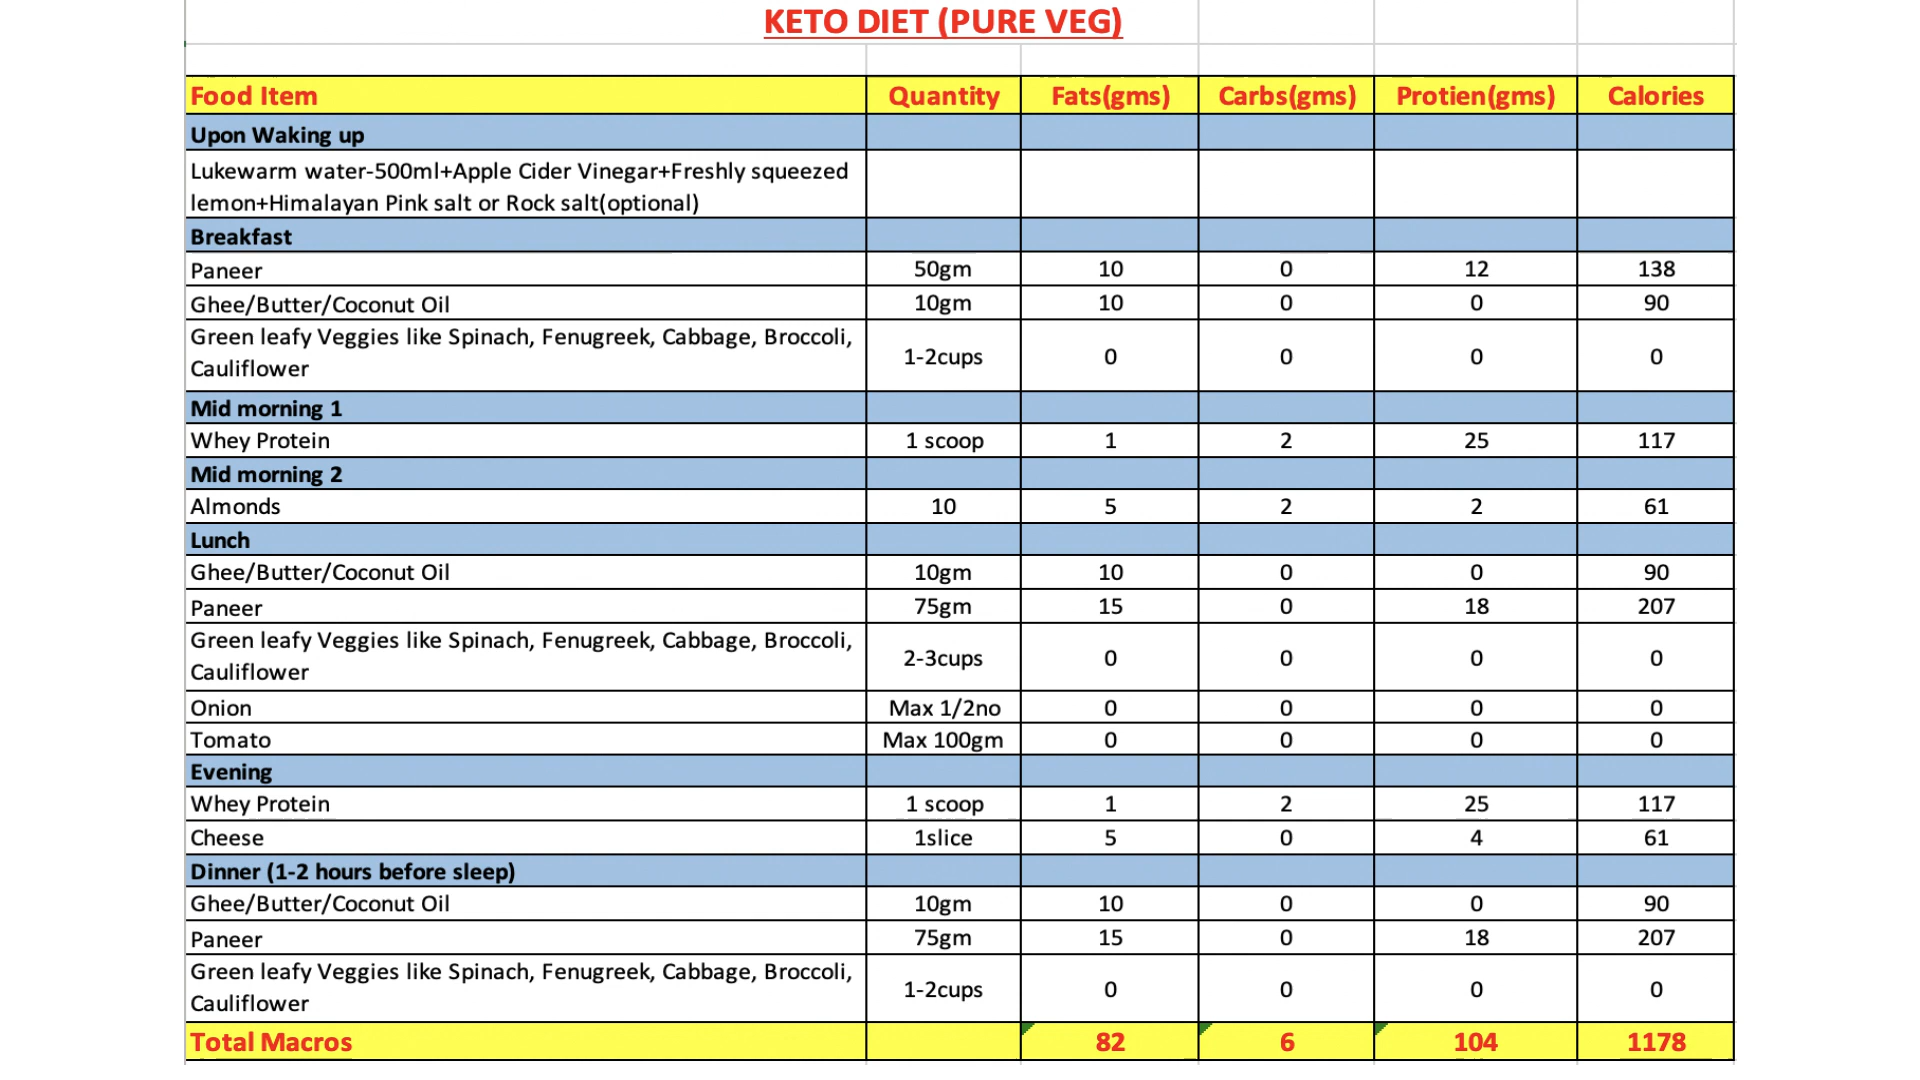 KETO DIET (PURE VEG)
Food Item Quantity Fats(gms) Carbs(gms) Protien(gms) Calories
Upon Waking up
Lukewarm water-500ml+Apple Cider Vinegar+Freshly squeezed
lemon+Himalayan Pink salt or Rock salt(optional)
Breakfast
Paneer 50gm 10 0 12 138
Ghee/Butter/Coconut Oil 10gm 10 0 0 90
Green leafy Veggies like Spinach, Fenugreek, Cabbage, Broccoli,
Cauliflower 1-2cups 0 0 0 0
Mid morning 1
Whey Protein 1 scoop 1 2 25 117
Mid morning 2
Almonds 10 5 2 2 61
Lunch
Ghee/Butter/Coconut Oil 10gm 10 0 0 90
Paneer 75gm 15 0 18 207
Green leafy Veggies like Spinach, Fenugreek, Cabbage, Broccoli,
Cauliflower 2-3cups 0 0 0 0
Onion Max 1/2no 0 0 0 0
Tomato Max 100gm 0 0 0 0
Evening
Whey Protein 1 scoop 1 2 25 117
Cheese 1slice 5 0 4 61
Dinner (1-2 hours before sleep)
Ghee/Butter/Coconut Oil 10gm 10 0 0 90
Paneer 75gm 15 0 18 207
Green leafy Veggies like Spinach, Fenugreek, Cabbage, Broccoli,
Cauliflower 1-2cups 0 0 0 0
Total Macros 82 6 104 1178